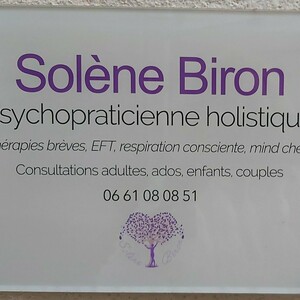 Solène Biron
sychopraticienne holistiqu
érapies brèves, EFT, respiration consciente, mind che
Consultations adultes, ados, enfants, couples
06 61 08 08 51